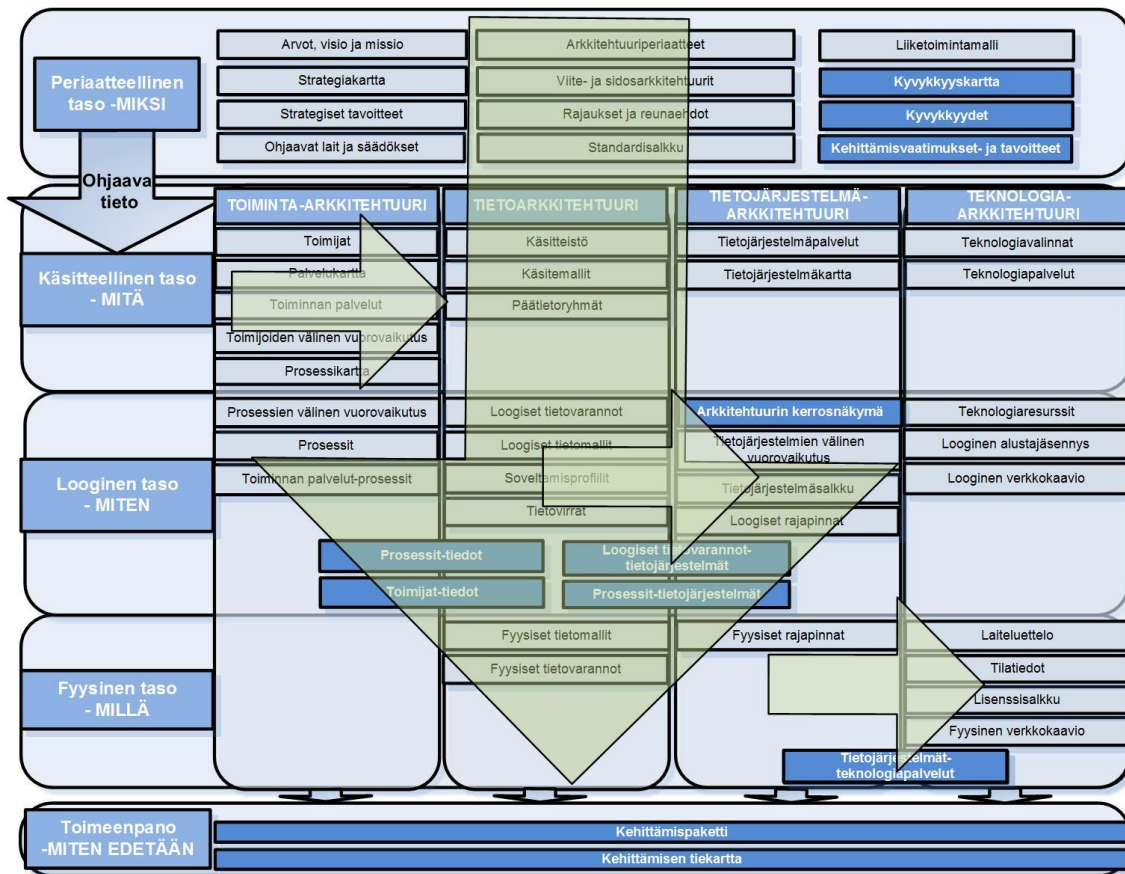 Periaatteellinen
taso -MIKSI
Arvot, visio ja missio
Arkkitehtuuriperiaatteet
Liiketoimintamalli
Strategiakartta
Viite- ja sidosarkkitehtuurit
Kyvykkyyskartta
Strategiset tavoitteet
Rajaukset ja reunaehdot
Kyvykkyydet
Ohjaavat lait ja säädökset
Standardisalkku
Kehittämisvaatimukset- ja tavoitteet
Ohjaava
tieto
TOIMINTA-ARKKITEHTUURI
TIETOARKKITEHTUURI
TIETOJÄRJESTELMÄ-
ARKKITEHTUURI
TEKNOLOGIA-
ARKKITEHTUURI
Käsitteellinen taso
- MITÄ
Toimijat
Käsitteistö
Tietojärjestelmäpalvelut
Teknologiavalinnat
Palvelukartta
Käsitemallit
Tietojärjestelmäkartta
Teknologiapalvelut
Toiminnan palvelut
Päätietoryhmät
Toimijoiden välinen vuorovaikutus
Prosessikartta
Looginen taso
- MITEN
Prosessien välinen vuorovaikutus
Loogiset tietovarannot
Arkkitehtuurin kerrosnäkymä
Teknologiaresurssit
Prosessit
Loogiset tietomallit
Tietojärjestelmien välinen
vuorovaikutus
Looginen alustajäsennys
Toiminnan palvelut-prosessit
Soveltamisprofiilit
Tietojärjestelmäsalkku
Looginen verkkokaavio
Tietovirrat
Loogiset rajapinnat
Prosessit-tiedot
Loogiset tietovarannot-
tietojärjestelmät
Toimijat-tiedot
Prosessit-tietojärjestelmät
Fyysinen taso
- MILLÄ
Fyysiset tietomallit
Fyysiset rajapinnat
Laiteluettelo
Fyysiset tietovarannot
Tilatiedot
Lisenssisalkku
Fyysinen verkkokaavio
Tietojärjestelmät-
teknologiapalvelut
Toimeenpano
-MITEN EDETÄÄN
Kehittämispaketti
Kehittämisen tiekartta